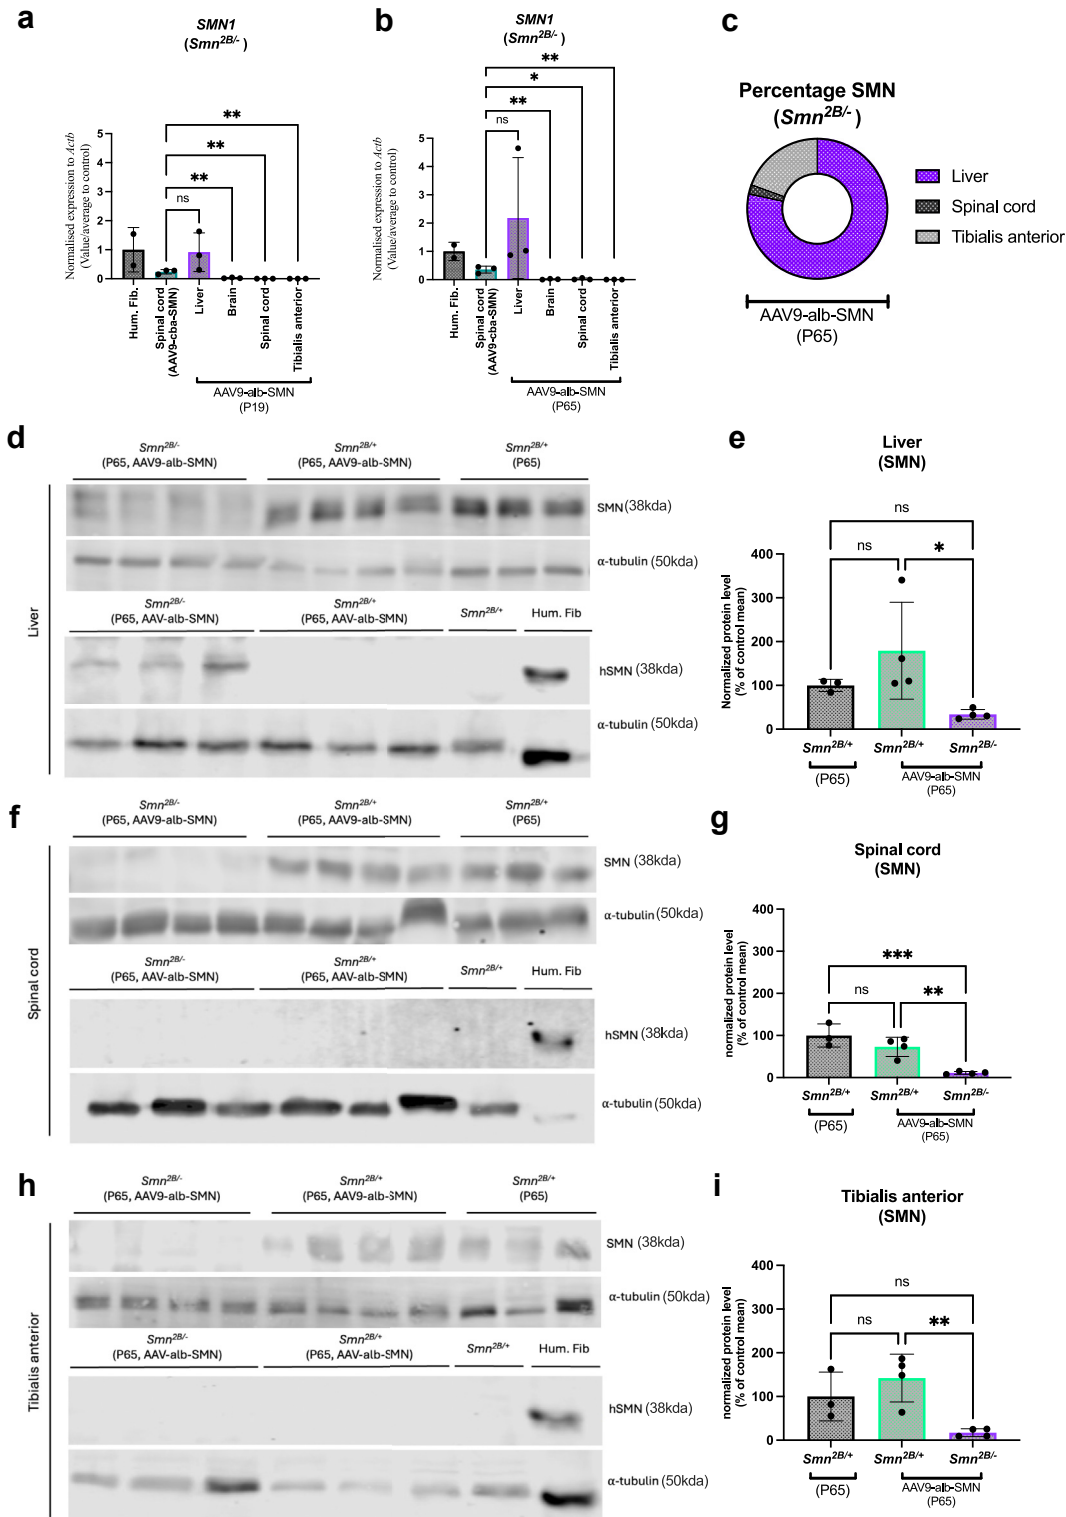 a
SMN1
(Smn2B/-)
Normalised expression to Actb
(Value/average to control)
5
4
3
2
1
0
ns
**
**
**
Hum. Fib.
Spinal cord
(AAV9-cba-SMN)
Liver
Brain
Spinal cord
Tibialis anterior
AAV9-alb-SMN
(P19)
b
SMN1
(Smn2B/-)
Normalised expression to Actb
(Value/average to control)
5
4
3
2
1
0
ns
**
*
**
Hum. Fib.
Spinal cord
(AAV9-cba-SMN)
Liver
Brain
Spinal cord
Tibialis anterior
AAV9-alb-SMN
(P65)
c
Percentage SMN
(Smn2B/-)
Liver
Spinal cord
Tibialis anterior
AAV9-alb-SMN
(P65)
d
Liver
Smn2B/- Smn2B/+ Smn2B/+
(P65, AAV9-alb-SMN) (P65, AAV9-alb-SMN) (P65)
SMN (38kda)
α-tubulin (50kda)
Smn2B/- Smn2B/+ Smn2B/+ Hum. Fib
(P65, AAV-alb-SMN) (P65, AAV-alb-SMN)
hSMN (38kda)
α-tubulin (50kda)
e
Liver
(SMN)
Normalized protein level
(% of control mean)
400
300
200
100
0
ns
ns
*
Smn2B/+ Smn2B/+ Smn2B/-
(P65) AAV9-alb-SMN
(P65)
f
Spinal cord
Smn2B/- Smn2B/+ Smn2B/+
(P65, AAV9-alb-SMN) (P65, AAV9-alb-SMN) (P65)
SMN (38kda)
α-tubulin (50kda)
Smn2B/- Smn2B/+ Smn2B/+ Hum. Fib
(P65, AAV-alb-SMN) (P65, AAV-alb-SMN)
hSMN (38kda)
α-tubulin (50kda)
g
Spinal cord
(SMN)
normalized protein level
(% of control mean)
400
300
200
100
0
***
ns
**
Smn2B/+ Smn2B/+ Smn2B/-
(P65) AAV9-alb-SMN
(P65)
h
Tibialis anterior
Smn2B/- Smn2B/+ Smn2B/+
(P65, AAV9-alb-SMN) (P65, AAV9-alb-SMN) (P65)
SMN (38kda)
α-tubulin (50kda)
Smn2B/- Smn2B/+ Smn2B/+ Hum. Fib
(P65, AAV-alb-SMN) (P65, AAV-alb-SMN)
hSMN (38kda)
α-tubulin (50kda)
i
Tibialis anterior
(SMN)
normalized protein level
(% of control mean)
400
300
200
100
0
ns
ns
**
Smn2B/+ Smn2B/+ Smn2B/-
(P65) AAV9-alb-SMN
(P65)